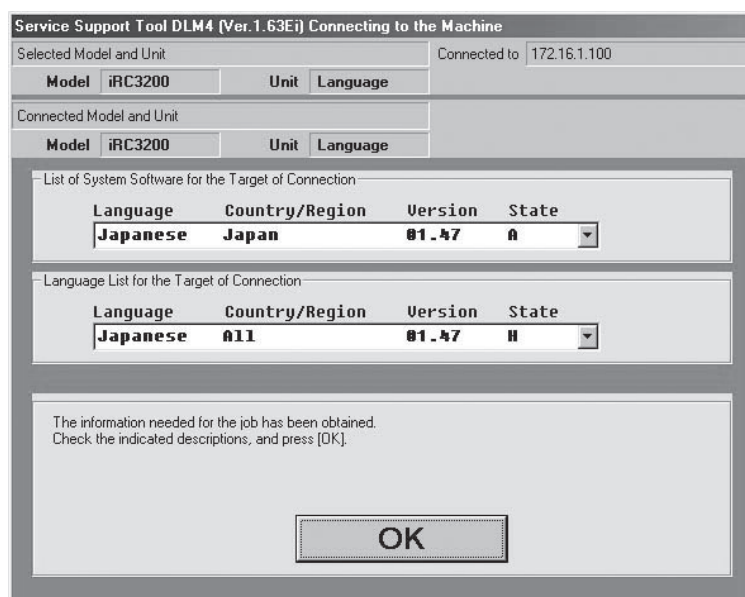 Service Support Tool DLM4 (Ver.1.63Ei) Connecting to the Machine
Selected Model and Unit Connected to 172.16.1.100
Model iRC3200 Unit Language
Connected Model and Unit
Model iRC3200 Unit Language
List of System Software for the Target of Connection
Language Country/Region Version State
Japanese Japan 01.47 A
Language List for the Target of Connection
Language Country/Region Version State
Japanese All 01.47 H
The information needed for the job has been obtained.
Check the indicated descriptions, and press [OK].
OK